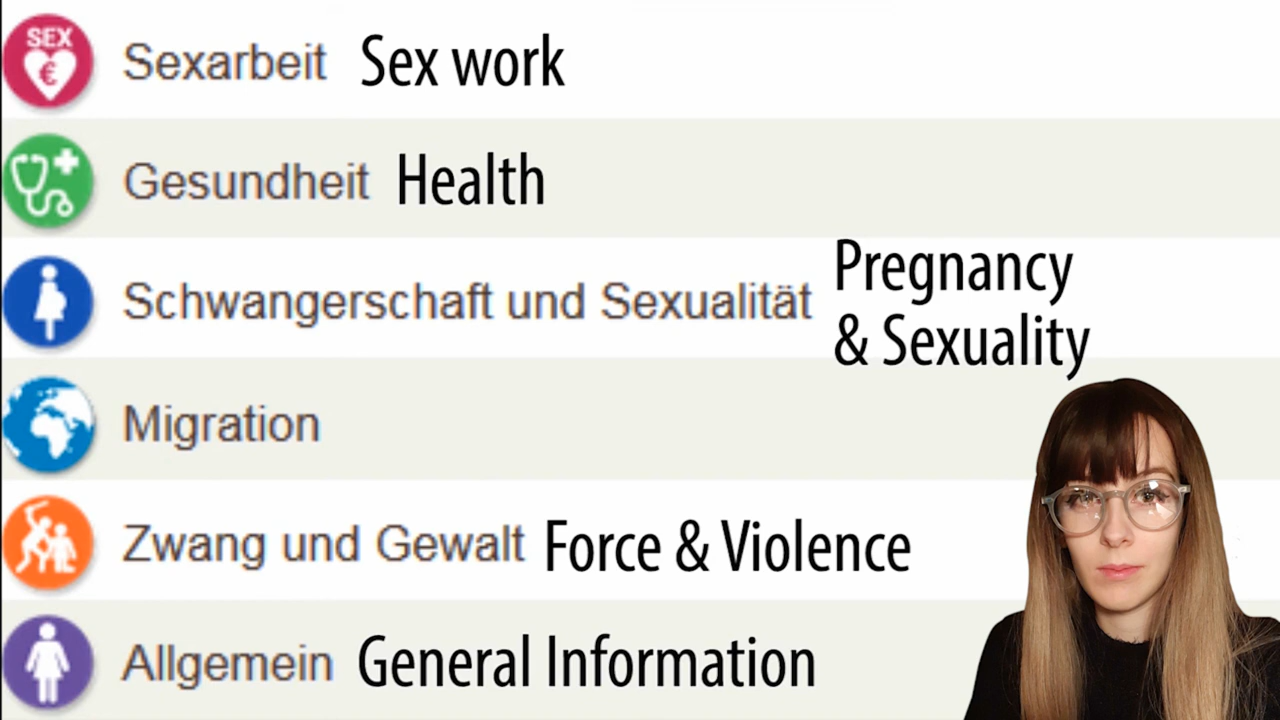 SEX
€
Sexarbeit Sex work
Gesundheit Health
Schwangerschaft und Sexualität Pregnancy
& Sexuality
Migration
Zwang und Gewalt Force & Violence
Allgemein General Information